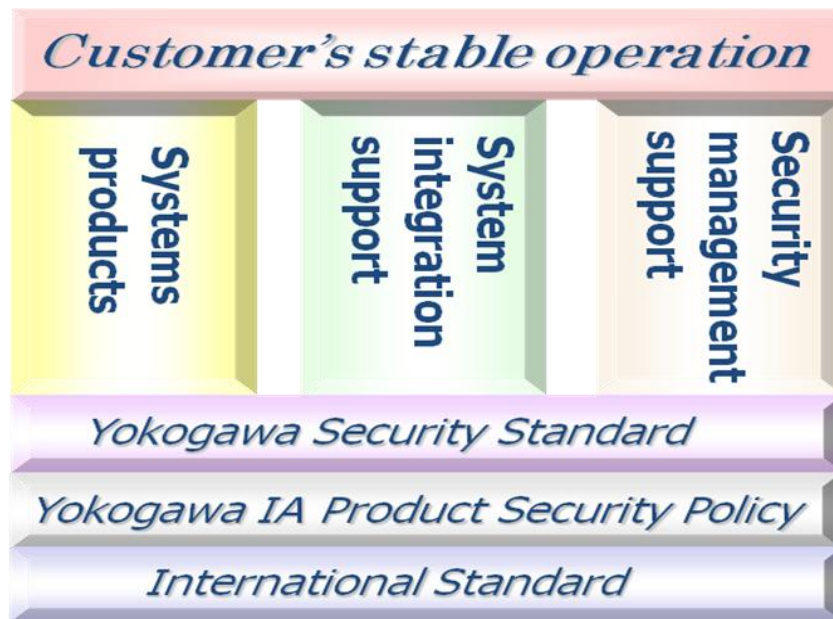 Customer's stable operation
Systems
products
System
integration
support
Security
management
support
Yokogawa Security Standard
Yokogawa IA Product Security Policy
International Standard